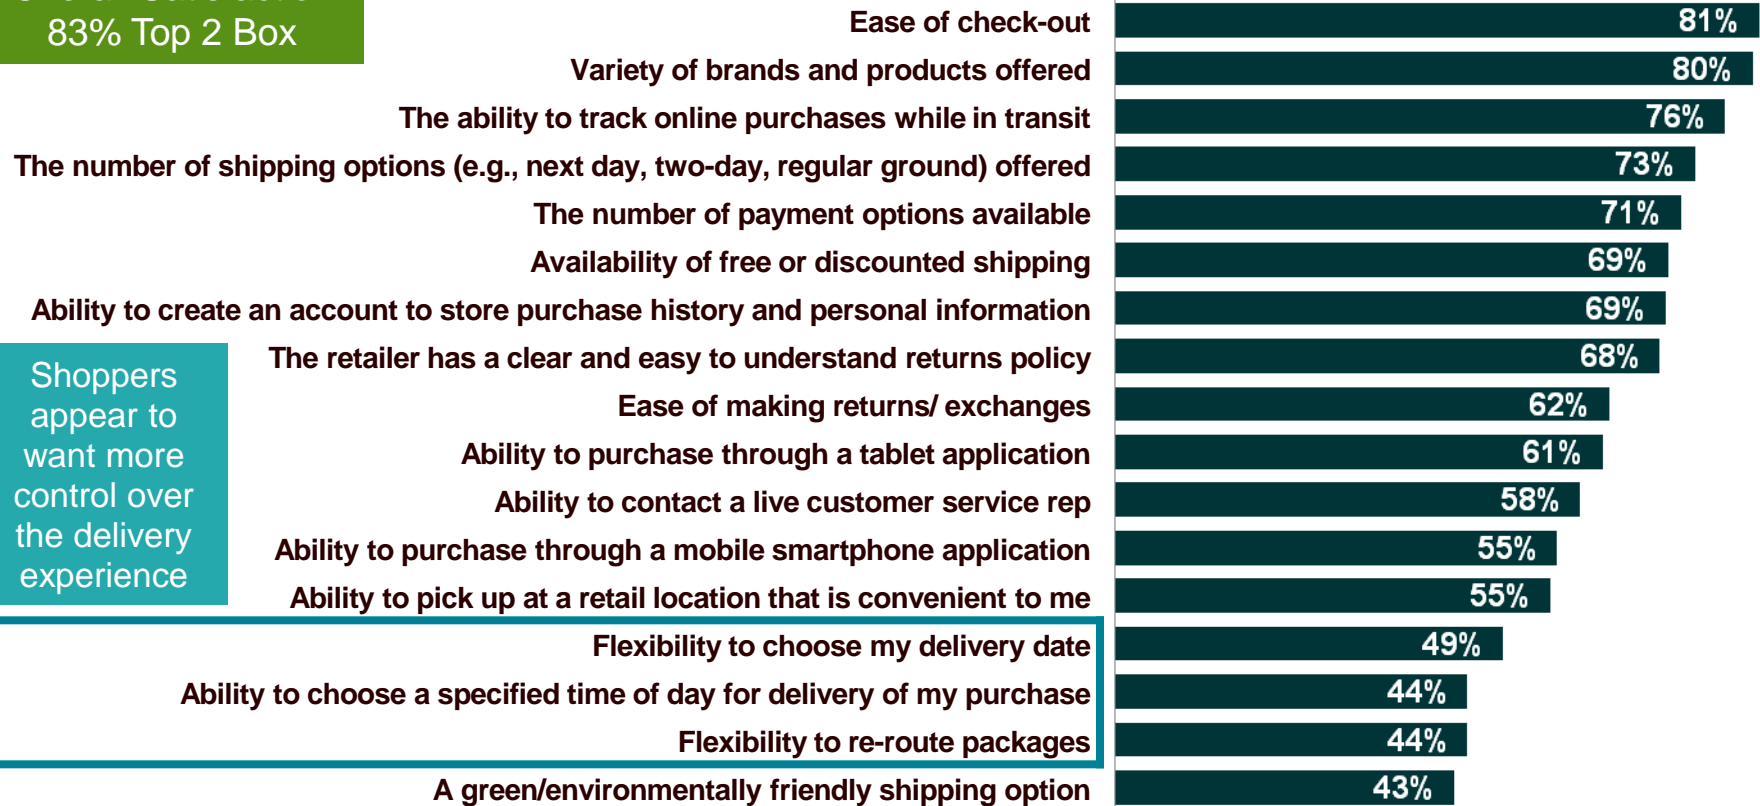 83% Top 2 Box
Ease of check-out 81%
Variety of brands and products offered 80%
The ability to track online purchases while in transit 76%
The number of shipping options (e.g., next day, two-day, regular ground) offered 73%
The number of payment options available 71%
Availability of free or discounted shipping 69%
Ability to create an account to store purchase history and personal information 69%
The retailer has a clear and easy to understand returns policy 68%
Ease of making returns/ exchanges 62%
Ability to purchase through a tablet application 61%
Ability to contact a live customer service rep 58%
Ability to purchase through a mobile smartphone application 55%
Ability to pick up at a retail location that is convenient to me 55%
Flexibility to choose my delivery date 49%
Ability to choose a specified time of day for delivery of my purchase 44%
Flexibility to re-route packages 44%
A green/environmentally friendly shipping option 43%
Shoppers
appear to
want more
control over
the delivery
experience